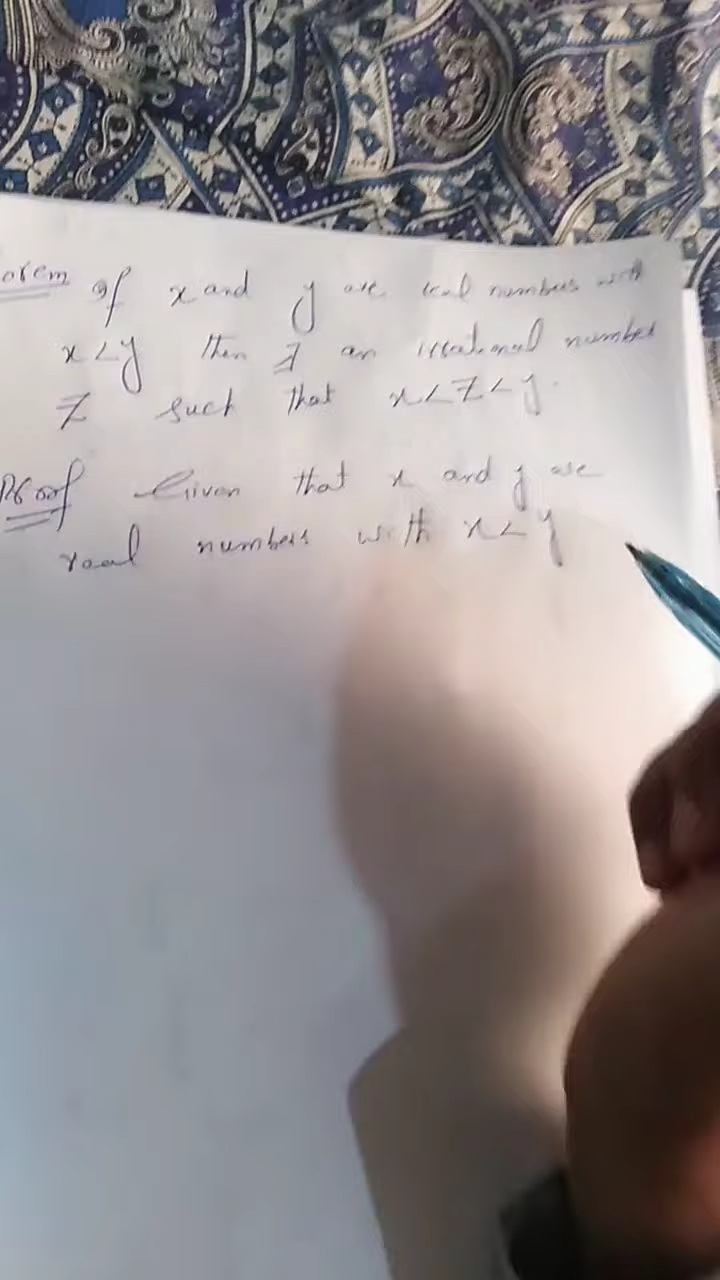 orem If x and y are real numbers with
x < y then ∃ an irrational number
Z such that x < Z < y.
Proof Given that x and y are
real numbers with x < y